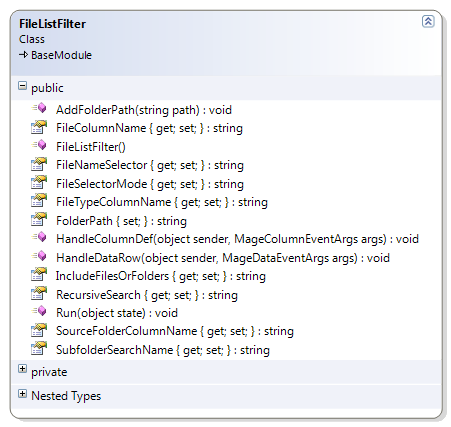 FileListFilter
Class
BaseModule
public
AddFolderPath(string path) : void
FileColumnName { get; set; } : string
FileListFilter()
FileNameSelector { get; set; } : string
FileSelectorMode { get; set; } : string
FileTypeColumnName { get; set; } : string
FolderPath { set; } : string
HandleColumnDef(object sender, MageColumnEventArgs args) : void
HandleDataRow(object sender, MageDataEventArgs args) : void
IncludeFilesOrFolders { get; set; } : string
RecursiveSearch { get; set; } : string
Run(object state) : void
SourceFolderColumnName { get; set; } : string
SubfolderSearchName { get; set; } : string
private
Nested Types